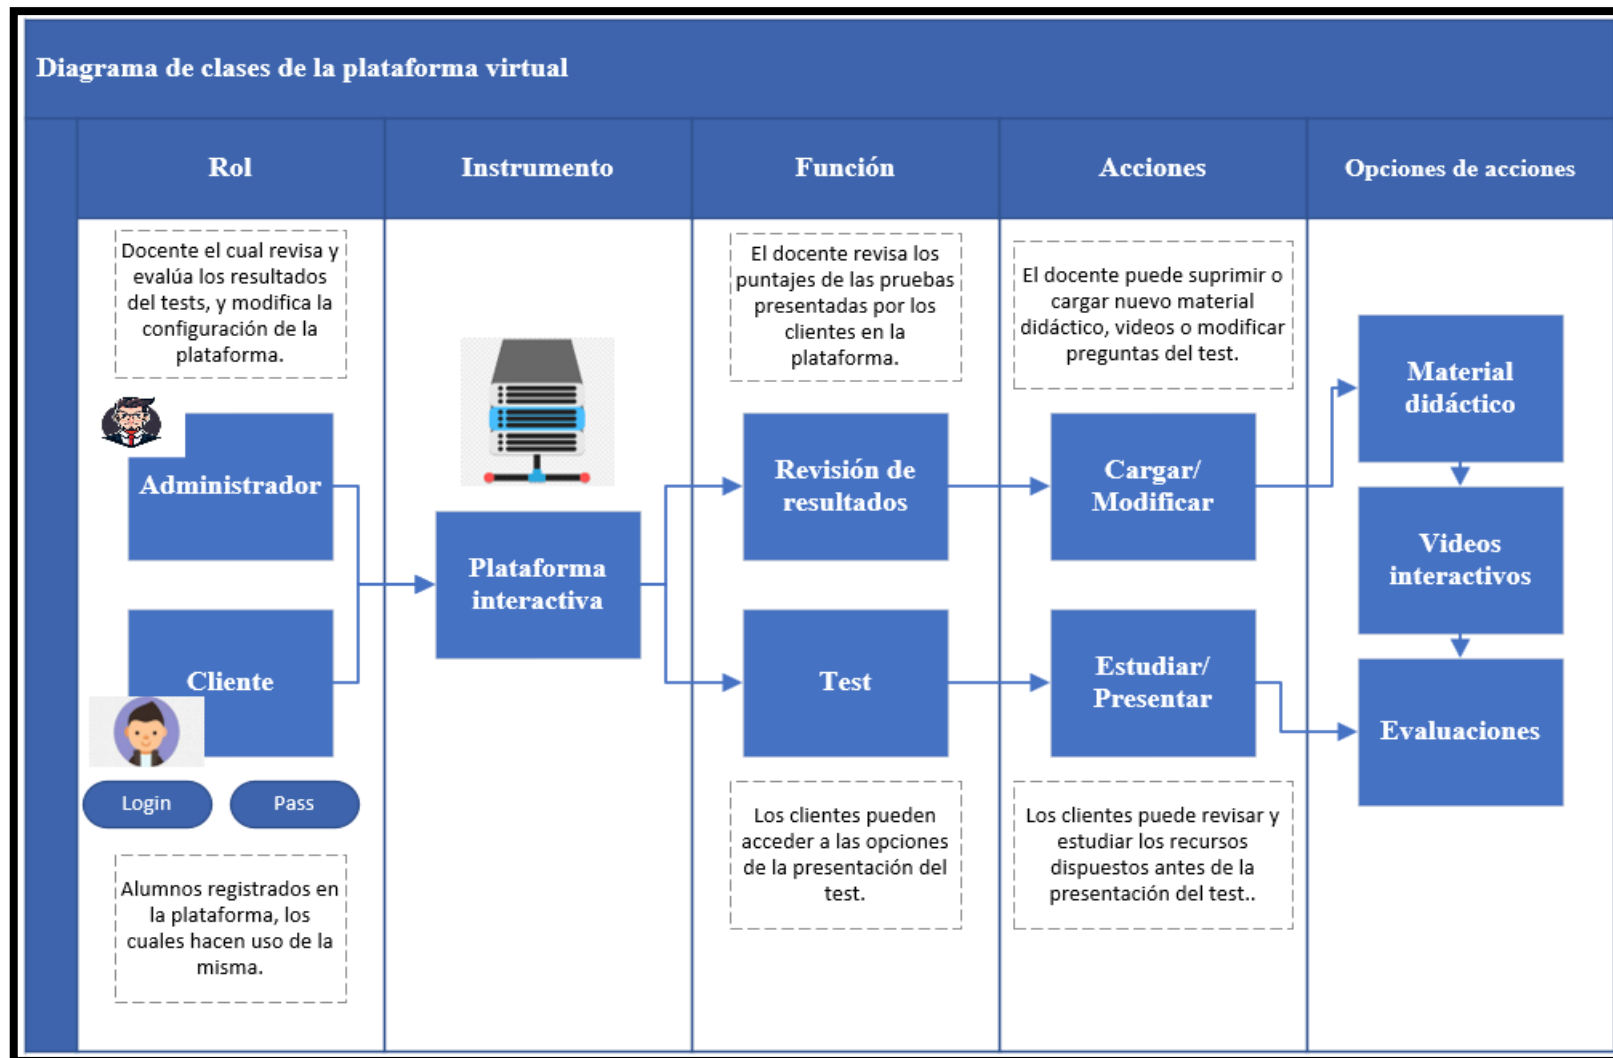 Diagrama de clases de la plataforma virtual
Rol
Instrumento
Función
Acciones
Opciones de acciones
Docente el cual revisa y
evalúa los resultados
del tests, y modifica la
configuración de la
plataforma.
Administrador
Cliente
Login
Pass
Alumnos registrados en
la plataforma, los
cuales hacen uso de la
misma.
Plataforma
interactiva
El docente revisa los
puntajes de las pruebas
presentadas por los
clientes en la
plataforma.
Revisión de
resultados
Test
Los clientes pueden
acceder a las opciones
de la presentación del
test.
El docente puede suprimir o
cargar nuevo material
didáctico, videos o modificar
preguntas del test.
Cargar/
Modificar
Estudiar/
Presentar
Los clientes puede revisar y
estudiar los recursos
dispuestos antes de la
presentación del test..
Material
didáctico
Videos
interactivos
Evaluaciones